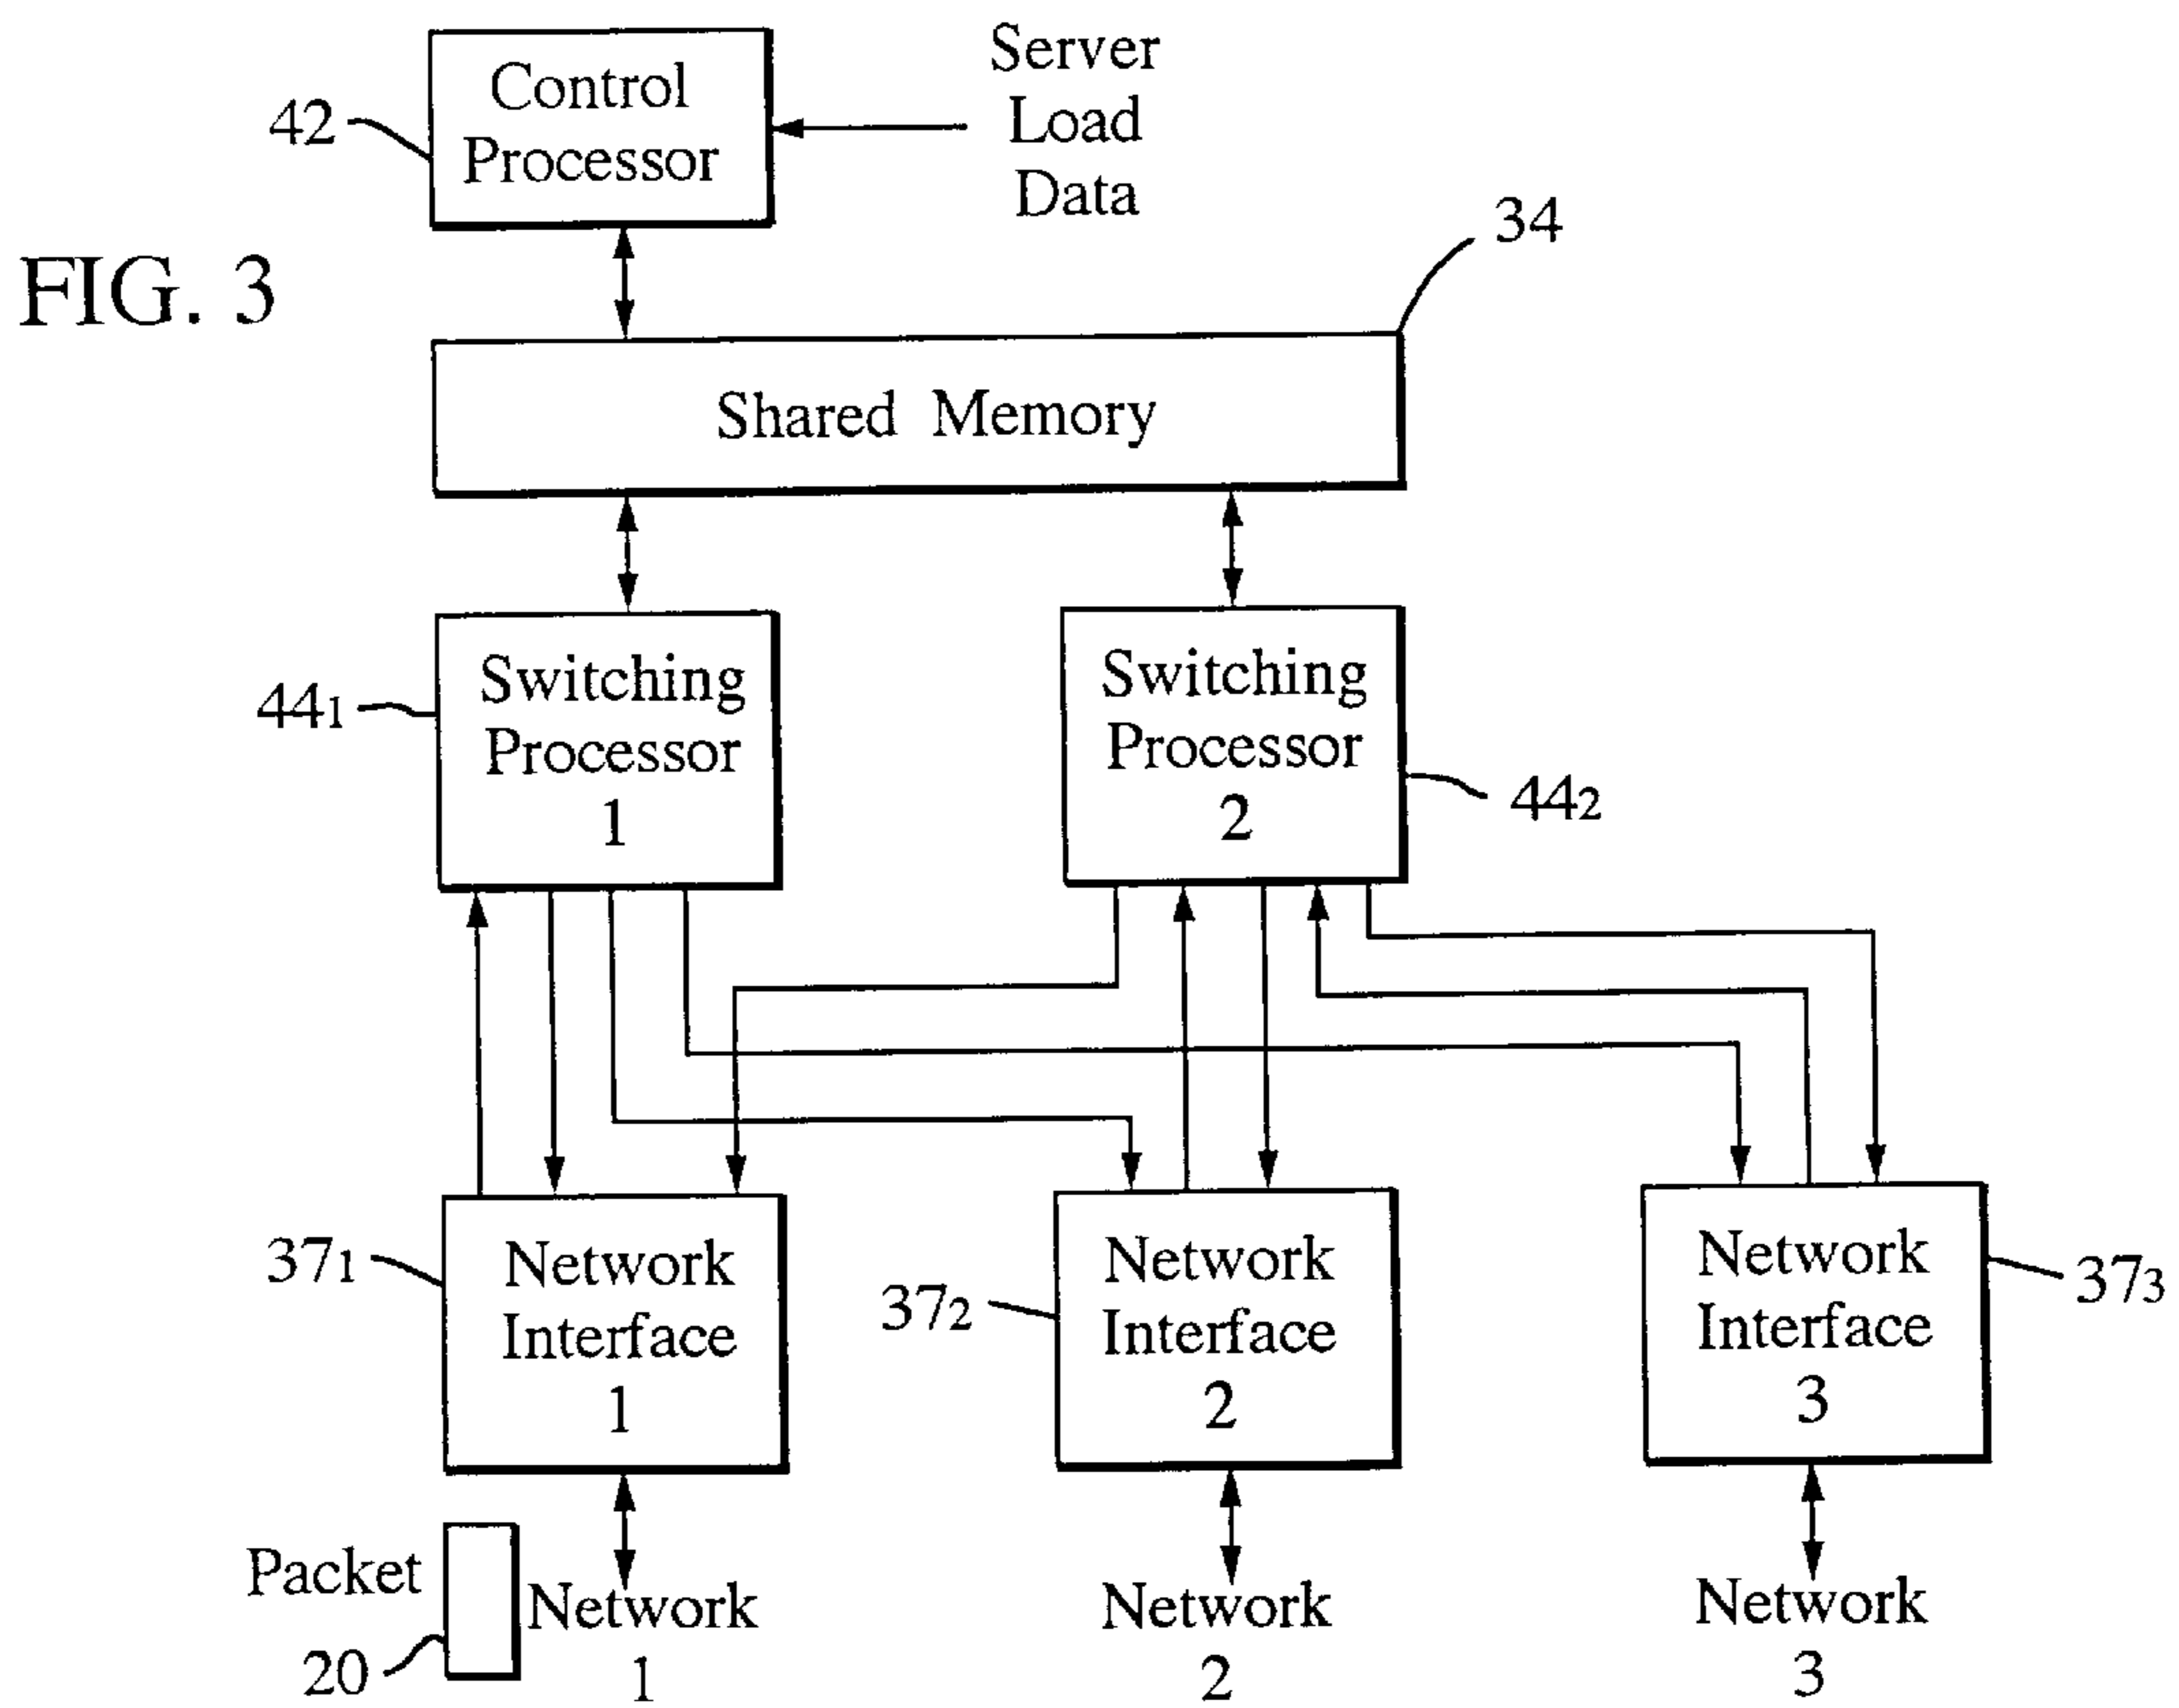 Control
Processor
42
Server
Load
Data
34
FIG. 3
Shared Memory
Switching
Processor
1
44₁
Switching
Processor
2
44₂
Network
Interface
1
37₁
Network
Interface
2
37₂
Network
Interface
3
37₃
Packet
20
Network
1
Network
2
Network
3